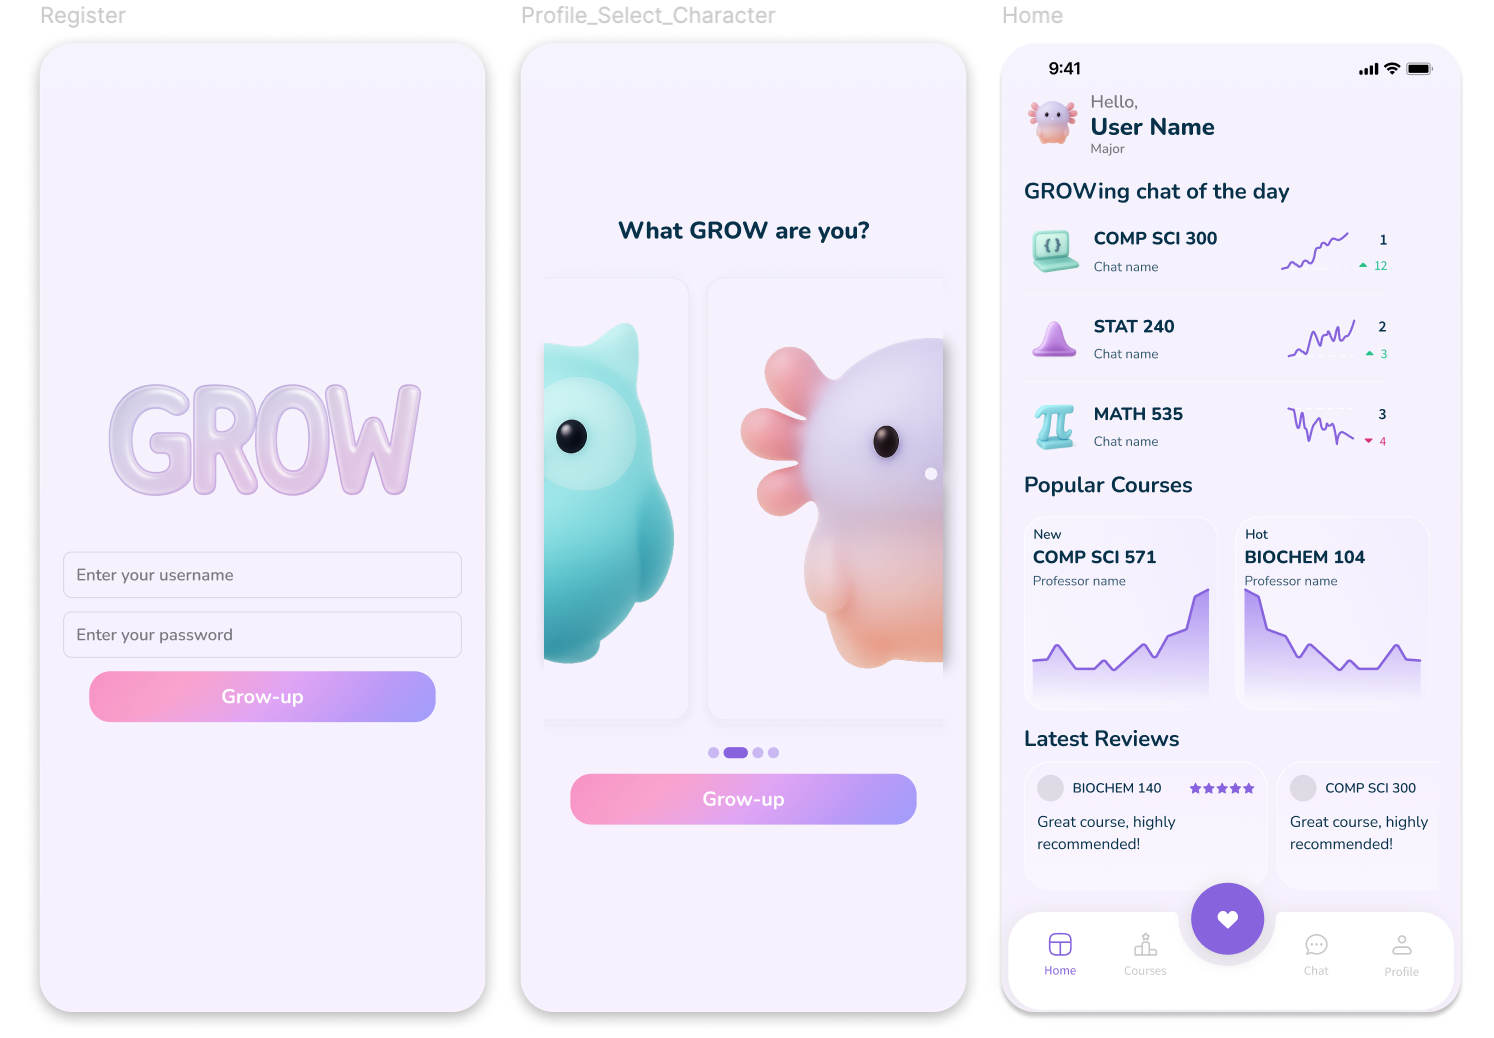 Register
GROW
Enter your username
Enter your password
Grow-up
Profile_Select_Character
What GROW are you?
Grow-up
Home
9:41
Hello,
User Name
Major
GROWing chat of the day
COMP SCI 300
1
Chat name
12
STAT 240
2
Chat name
3
MATH 535
3
Chat name
4
Popular Courses
New
COMP SCI 571
Professor name
Hot
BIOCHEM 104
Professor name
Latest Reviews
BIOCHEM 140
Great course, highly
recommended!
COMP SCI 300
Great course, highly
recommended!
Home
Courses
Chat
Profile